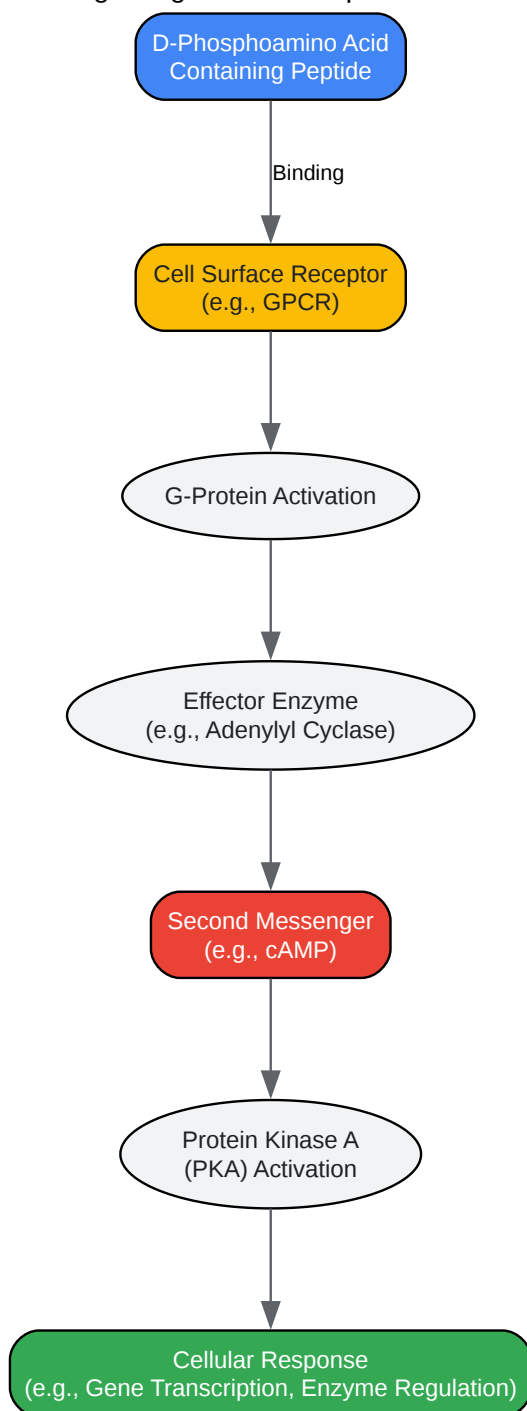 D-Phosphoamino Acid
Containing Peptide
Binding
Cell Surface Receptor
(e.g., GPCR)
G-Protein Activation
Effector Enzyme
(e.g., Adenylyl Cyclase)
Second Messenger
(e.g., cAMP)
Protein Kinase A
(PKA) Activation
Cellular Response
(e.g., Gene Transcription, Enzyme Regulation)